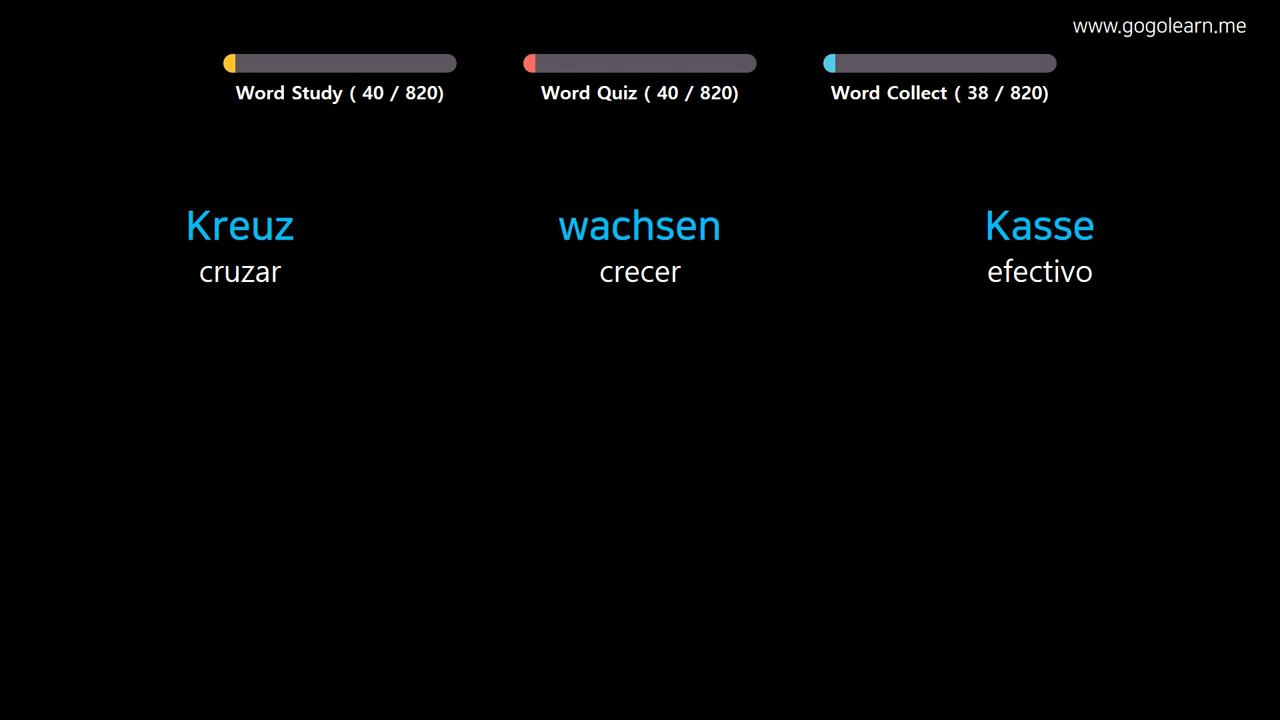 www.gogolearn.me
Word Study ( 40 / 820)
Word Quiz ( 40 / 820)
Word Collect ( 38 / 820)
Kreuz
cruzar
wachsen
crecer
Kasse
efectivo